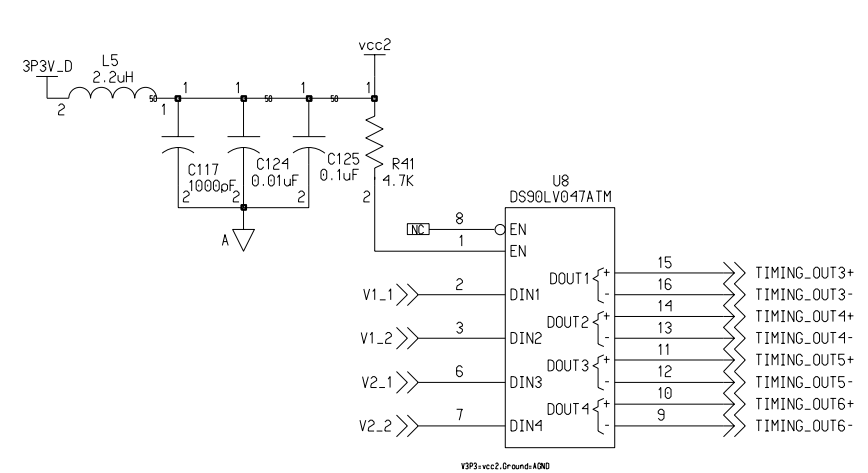 vcc2
3P3V_D
L5
2.2uH
1 1 1 1
50 50 50
2 1
C117
1000pF
C124
0.01uF
C125
0.1uF
R41
4.7K
2 2 2 2
A
U8
DS90LV047ATM
NC 8 EN
1 EN
V1_1 2 DIN1
V1_2 3 DIN2
V2_1 6 DIN3
V2_2 7 DIN4
DOUT1 + 15 TIMING_OUT3+
- 16 TIMING_OUT3-
DOUT2 + 14 TIMING_OUT4+
- 13 TIMING_OUT4-
DOUT3 + 11 TIMING_OUT5+
- 12 TIMING_OUT5-
DOUT4 + 10 TIMING_OUT6+
- 9 TIMING_OUT6-
V3P3=vcc2,Ground=AGND